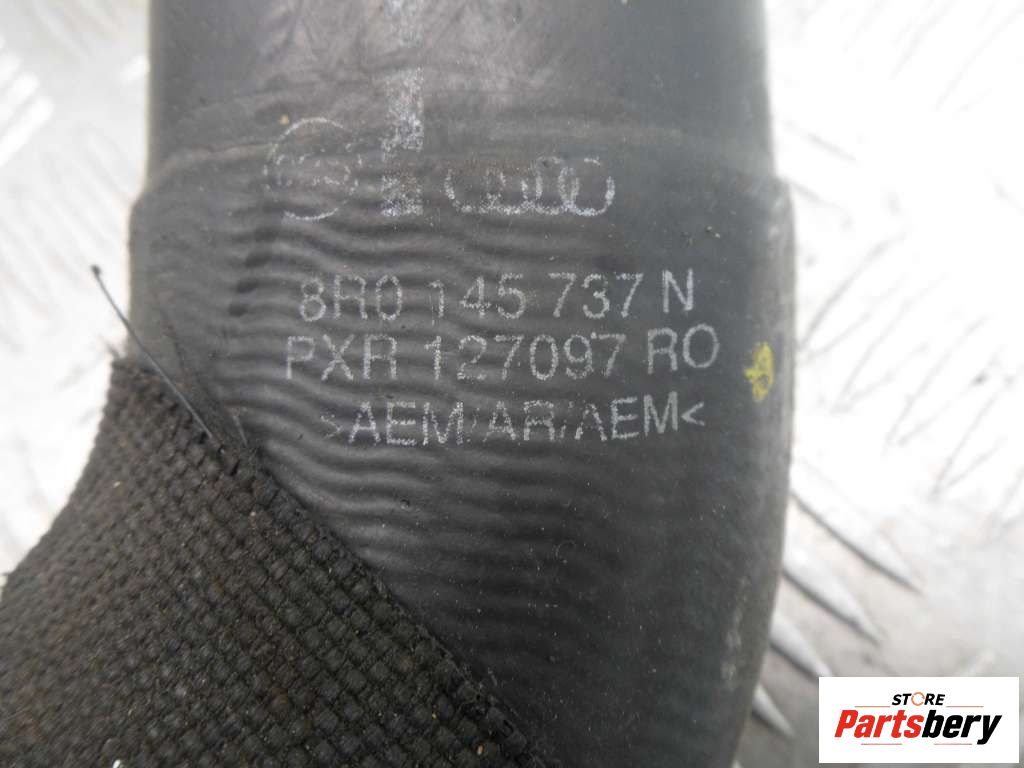 8R0 145 737 N
PXR 127097 RO
>AEM/AR/AEM<
STORE
Partsbery